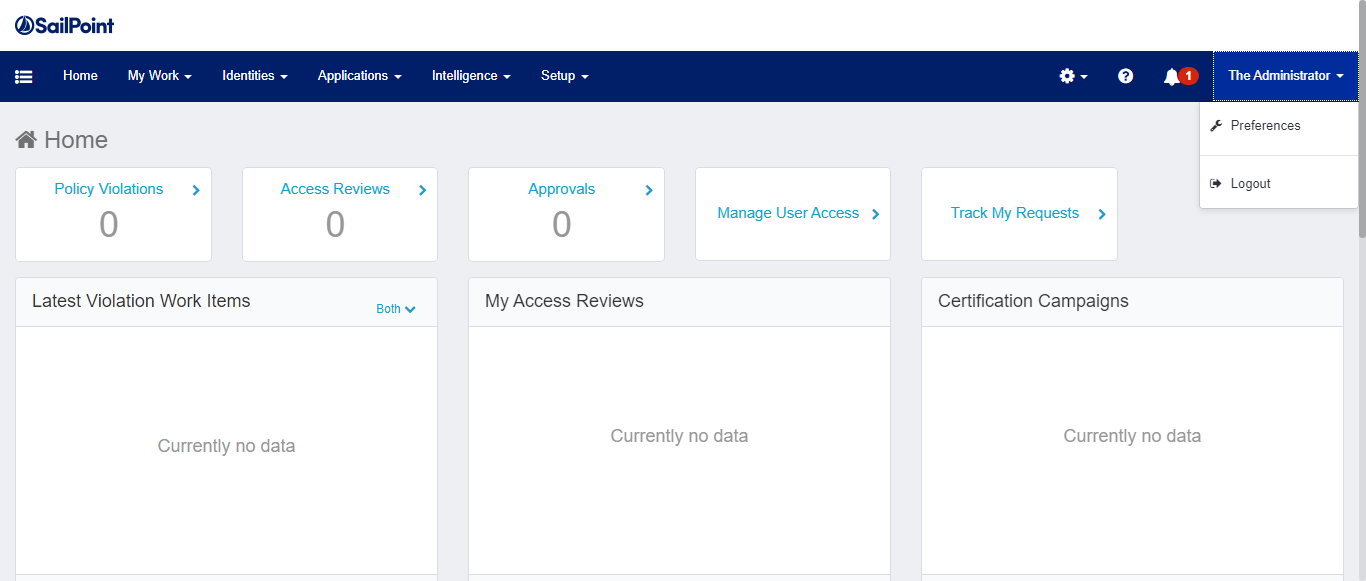 SailPoint
Home
My Work
Identities
Applications
Intelligence
Setup
1
The Administrator
Preferences
Logout
Home
Policy Violations
0
Access Reviews
0
Approvals
0
Manage User Access
Track My Requests
Latest Violation Work Items
Both
Currently no data
My Access Reviews
Currently no data
Certification Campaigns
Currently no data